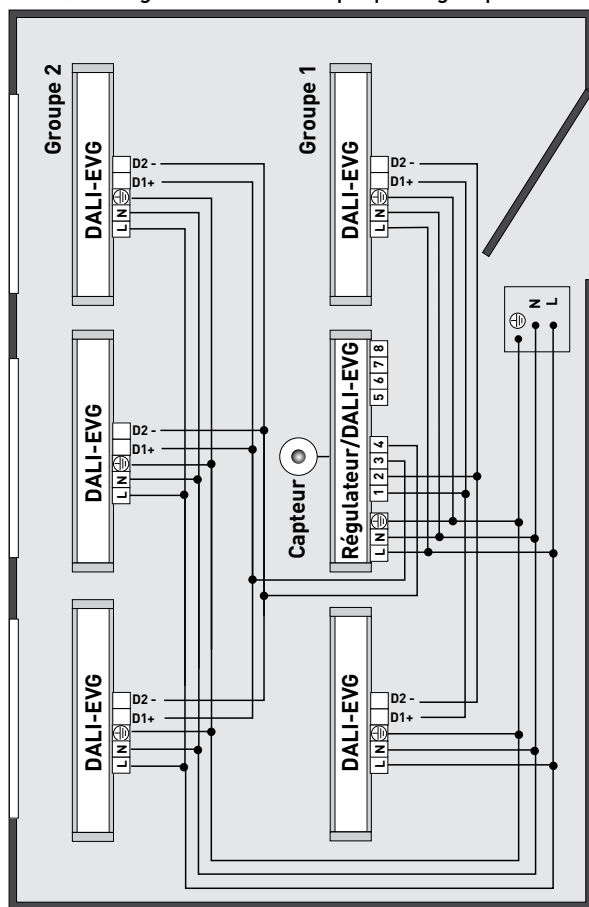 Groupe 2
DALI-EVG
D2 -
D1+
L N
Groupe 1
DALI-EVG
D2 -
D1+
L N
N
L
DALI-EVG
D2 -
D1+
L N
Capteur
Régulateur/DALI-EVG
5 6 7 8
1 2 3 4
L N
DALI-EVG
D2 -
D1+
L N
DALI-EVG
D2 -
D1+
L N